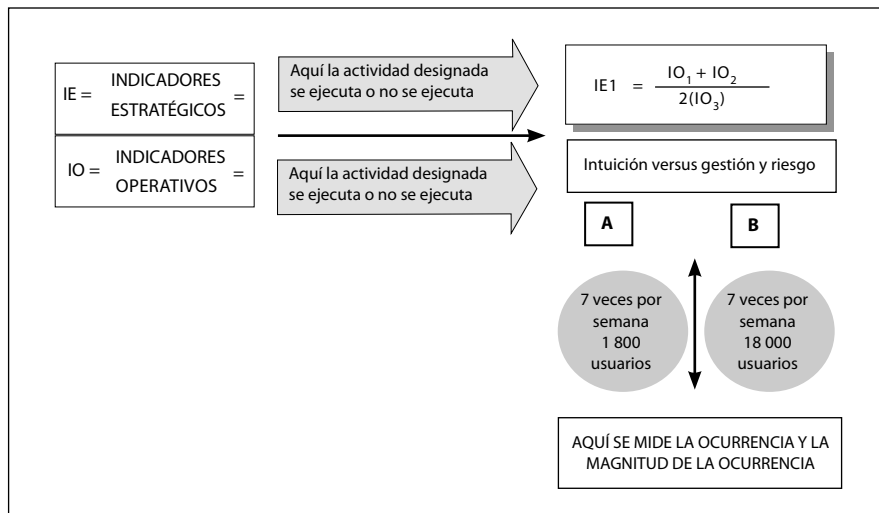 IE = INDICADORES ESTRATÉGICOS =
IO = INDICADORES OPERATIVOS =
Aquí la actividad designada
se ejecuta o no se ejecuta
Aquí la actividad designada
se ejecuta o no se ejecuta
IE1 = IO₁ + IO₂
2(IO₃)
Intuición versus gestión y riesgo
A
B
7 veces por
semana
1 800
usuarios
7 veces por
semana
18 000
usuarios
AQUÍ SE MIDE LA OCURRENCIA Y LA
MAGNITUD DE LA OCURRENCIA